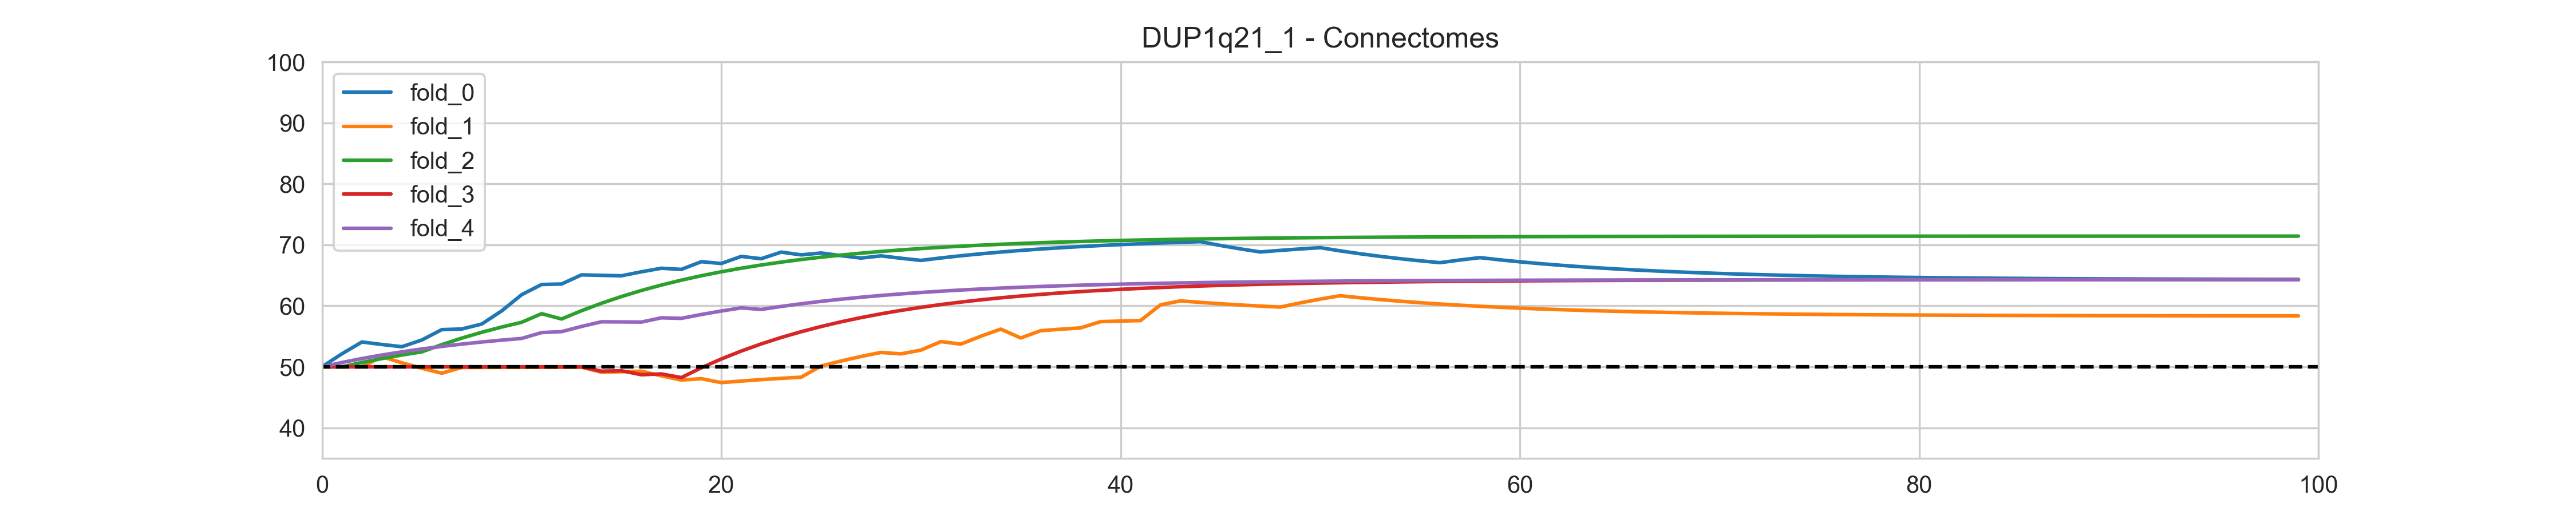 DUP1q21_1 - Connectomes
100
90
80
70
60
50
40
fold_0
fold_1
fold_2
fold_3
fold_4
0 20 40 60 80 100